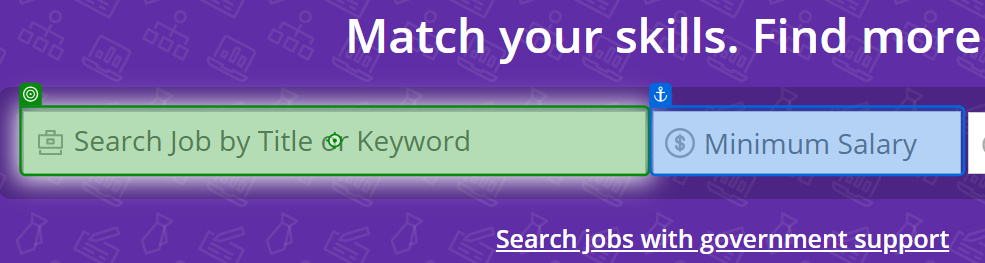 Match your skills. Find more
Search Job by Title or Keyword
Minimum Salary
Search jobs with government support